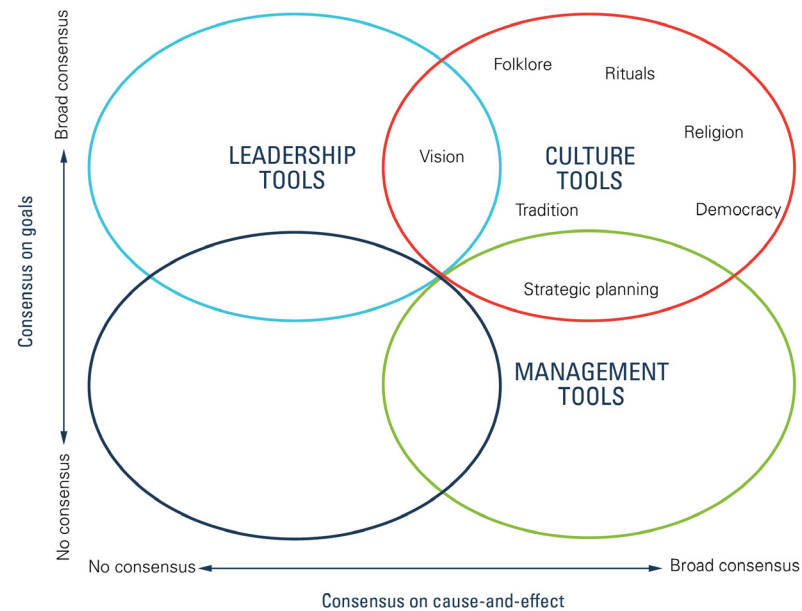 Broad consensus
Consensus on goals
No consensus
LEADERSHIP
TOOLS
Vision
Folklore
Rituals
Religion
CULTURE
TOOLS
Tradition
Democracy
Strategic planning
MANAGEMENT
TOOLS
No consensus
Broad consensus
Consensus on cause-and-effect